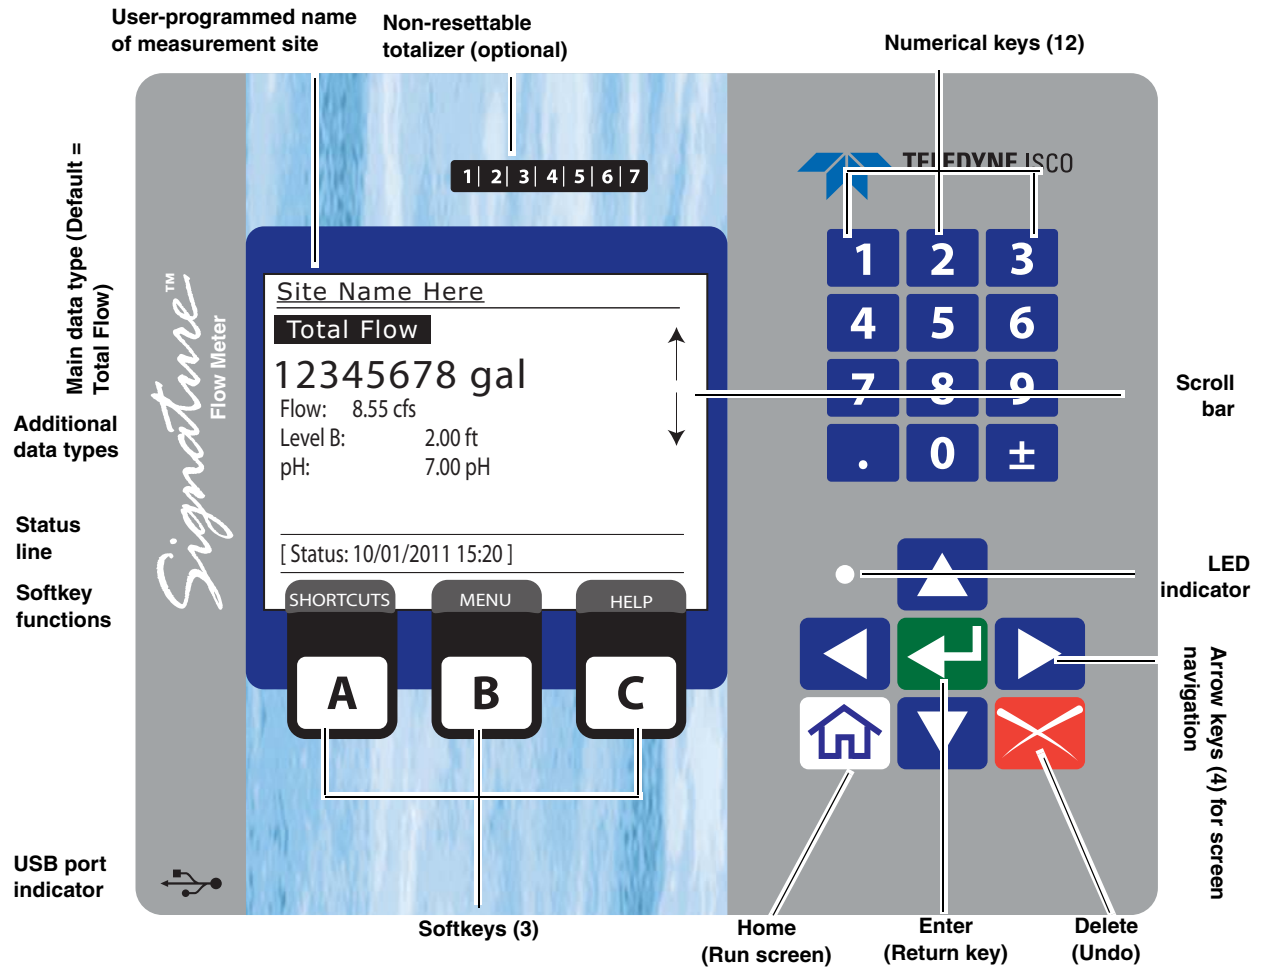 User-programmed name
of measurement site
Non-resettable
totalizer (optional)
Numerical keys (12)
TELEDYNE ISCO
1 2 3 4 5 6 7
Main data type (Default =
Total Flow)
Signature™
Flow Meter
Site Name Here
Total Flow
12345678 gal
Flow: 8.55 cfs
Level B: 2.00 ft
pH: 7.00 pH
[ Status: 10/01/2011 15:20 ]
SHORTCUTS MENU HELP
A B C
1 2 3
4 5 6
7 8 9
. 0 ±
Scroll
bar
Additional
data types
Status
line
Softkey
functions
LED
indicator
Arrow keys (4) for screen
navigation
USB port
indicator
Softkeys (3)
Home
(Run screen)
Enter
(Return key)
Delete
(Undo)